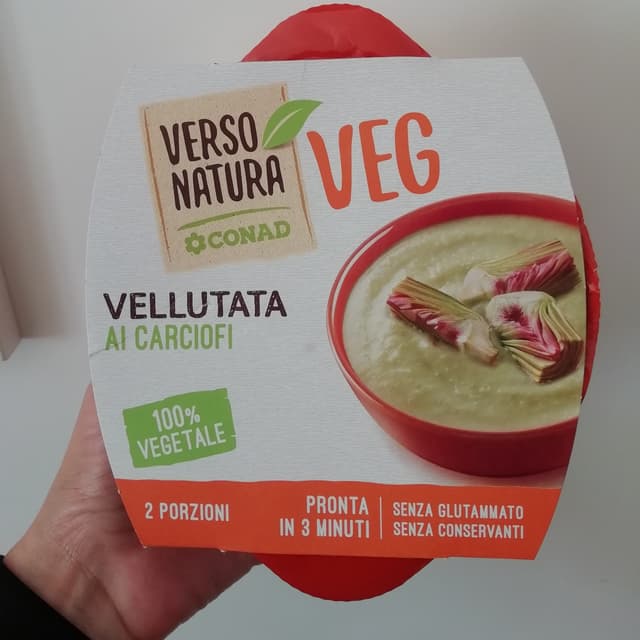 VERSO
NATURA
CONAD
VEG
VELLUTATA
AI CARCIOFI
100%
VEGETALE
2 PORZIONI
PRONTA
IN 3 MINUTI
SENZA GLUTAMMATO
SENZA CONSERVANTI